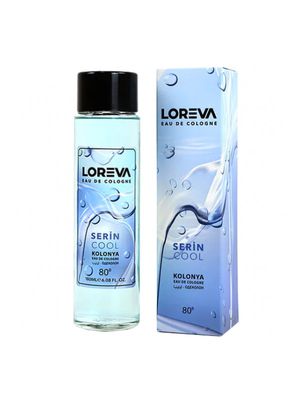 LOREVA
EAU DE COLOGNE
SERİN
COOL
KOLONYA
EAU DE COLOGNE
80°
180ML℮ 6.08 FL.OZ.
LOREVA
EAU DE COLOGNE
SERİN
COOL
KOLONYA
EAU DE COLOGNE
80°